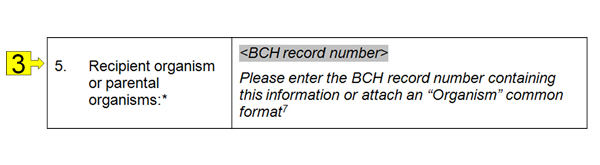 3
5. Recipient organism
or parental
organisms:*
<BCH record number>
Please enter the BCH record number containing
this information or attach an “Organism” common
format7